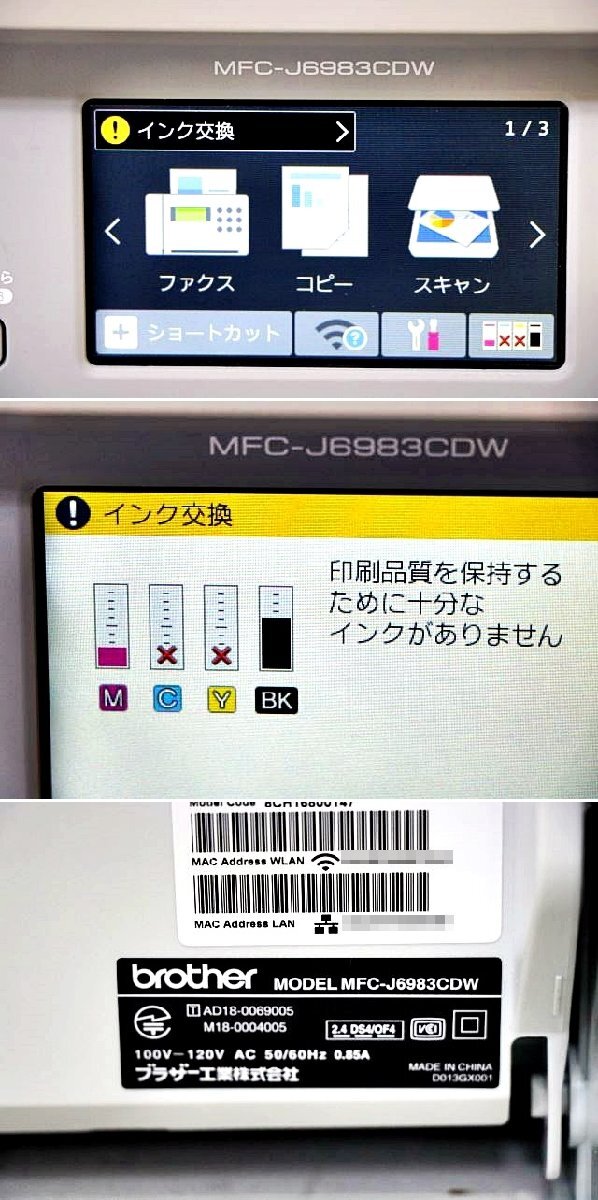 MFC-J6983CDW
インク交換
1 / 3
ファクス
コピー
スキャン
ショートカット
MFC-J6983CDW
インク交換
印刷品質を保持する
ために十分な
インクがありません
M
C
Y
BK
Model Code 8CH16800147
MAC Address WLAN
MAC Address LAN
brother MODEL MFC-J6983CDW
T AD18-0069005
M18-0004005
2.4 DS4/OF4
VCI
100V-120V AC 50/60Hz 0.85A
ブラザー工業株式会社
MADE IN CHINA
D013GX001